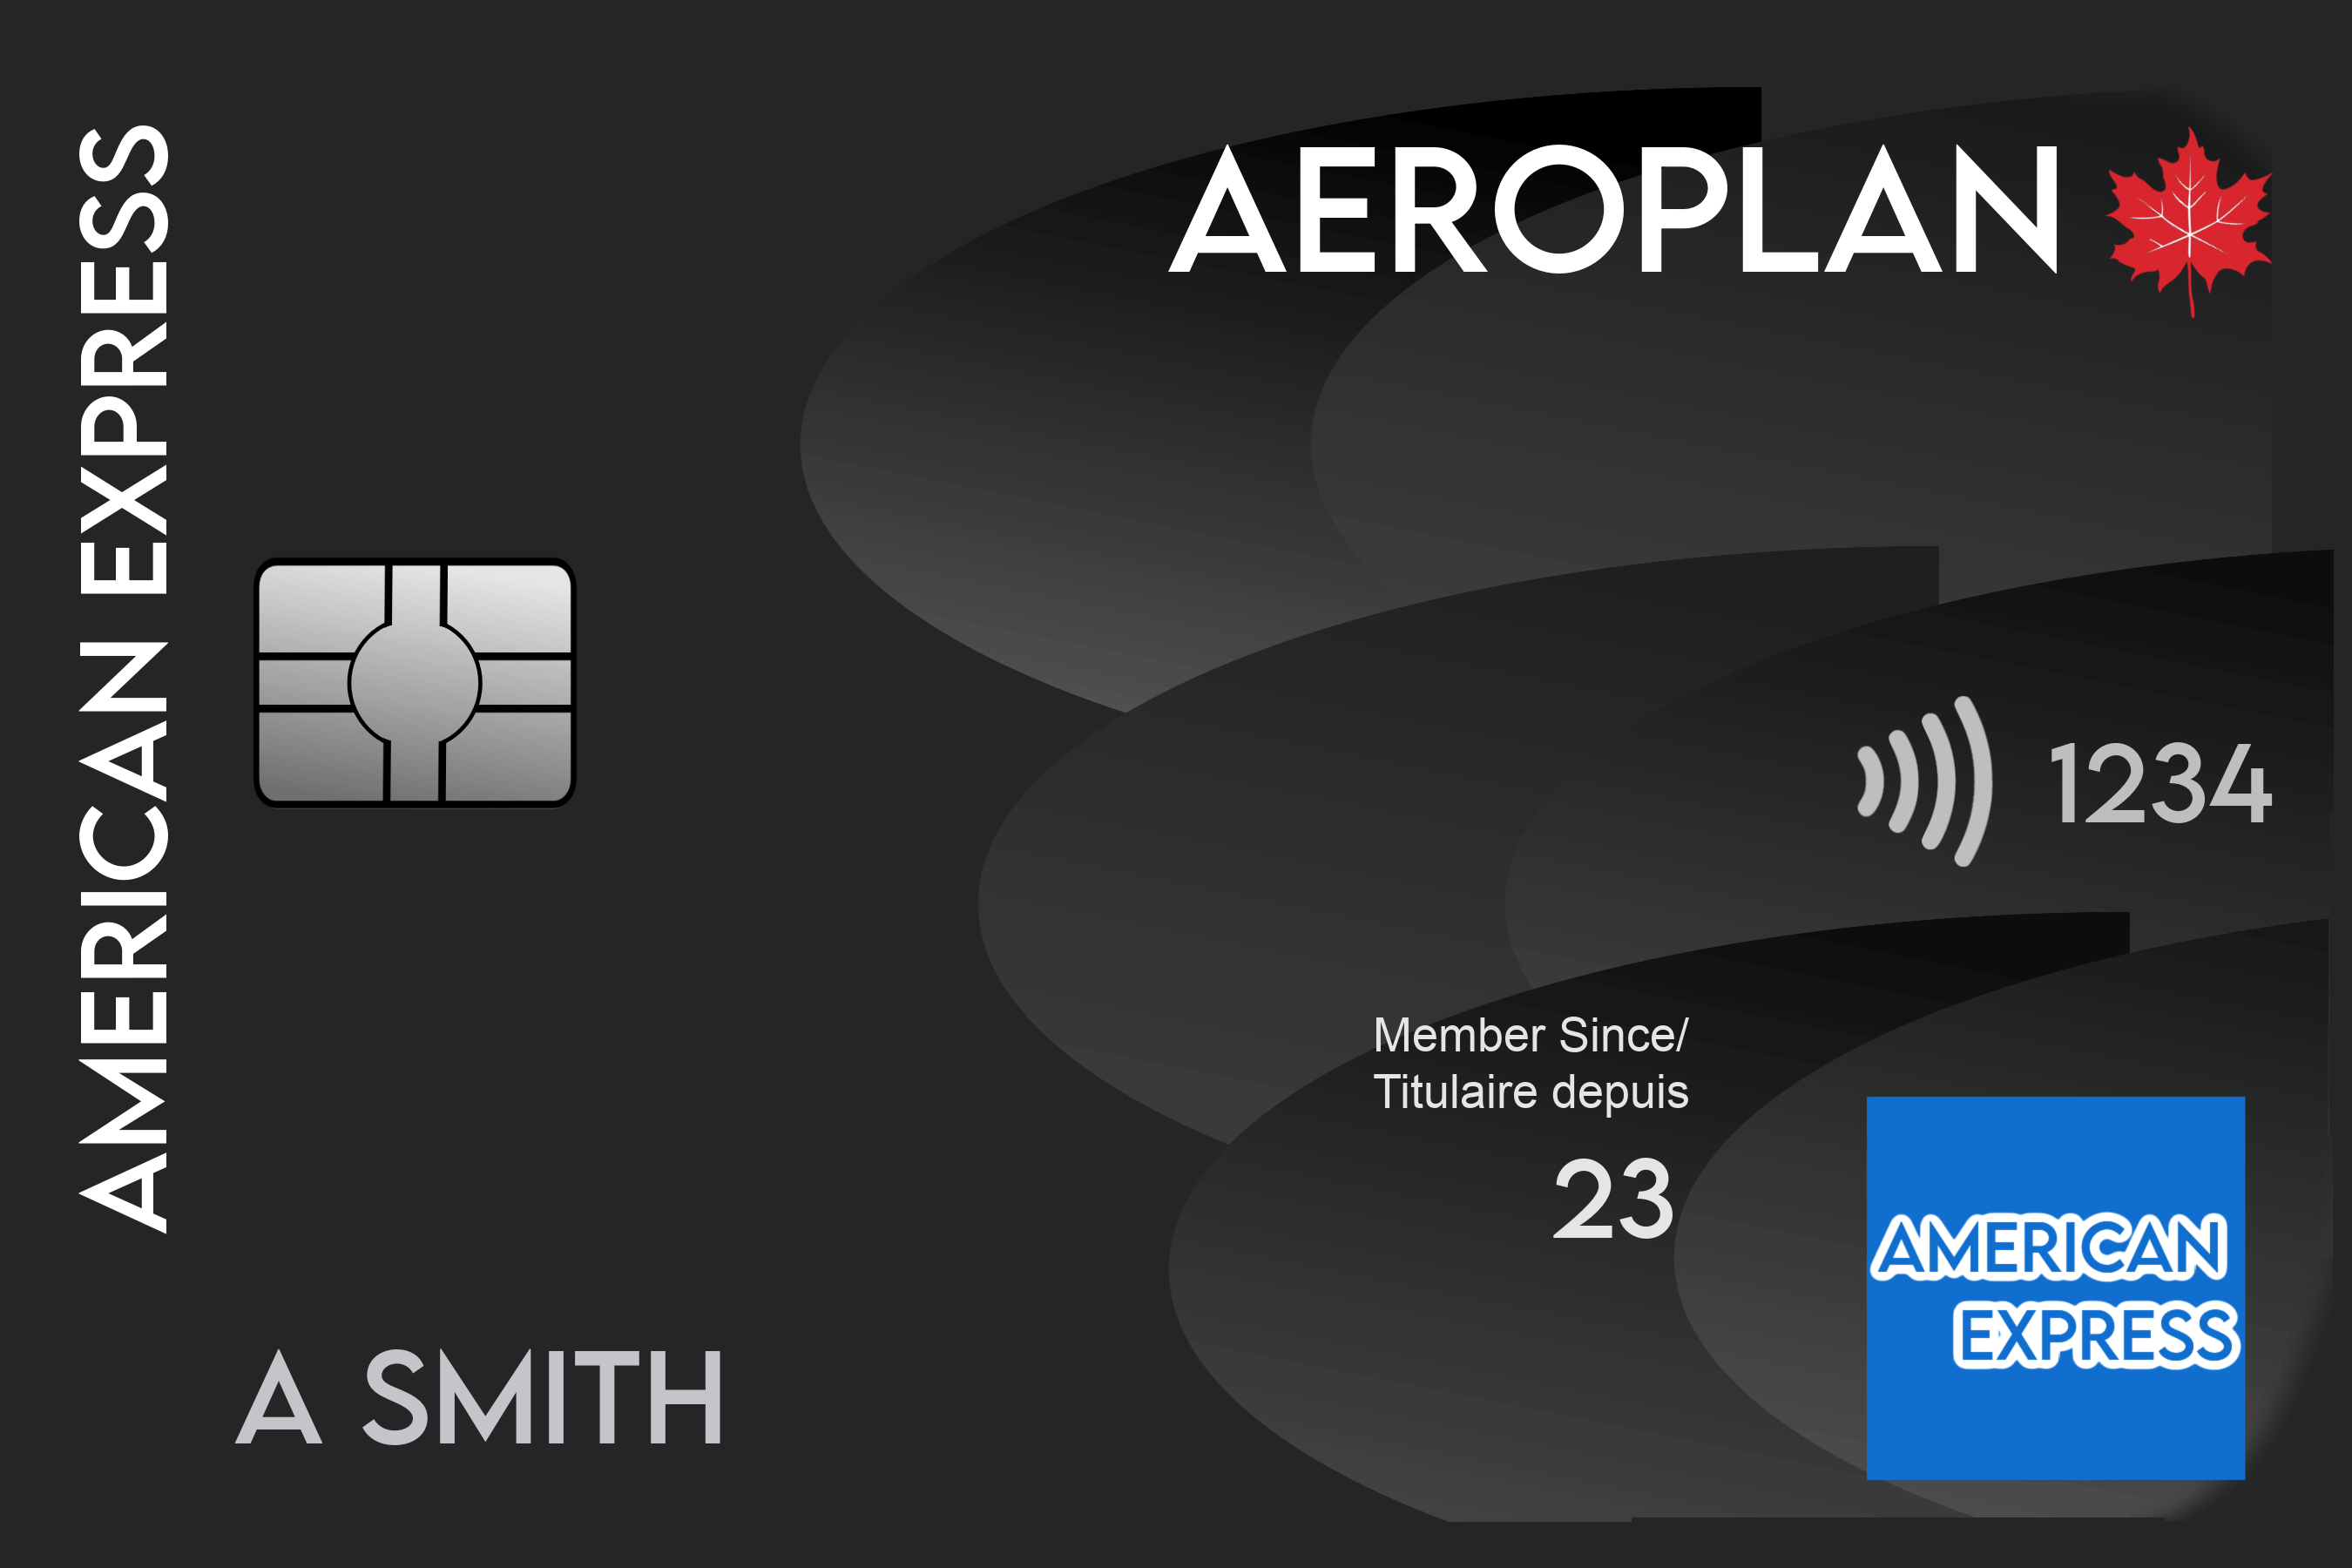 AMERICAN EXPRESS
AEROPLAN
1234
Member Since/
Titulaire depuis
23
AMERICAN
EXPRESS
A SMITH